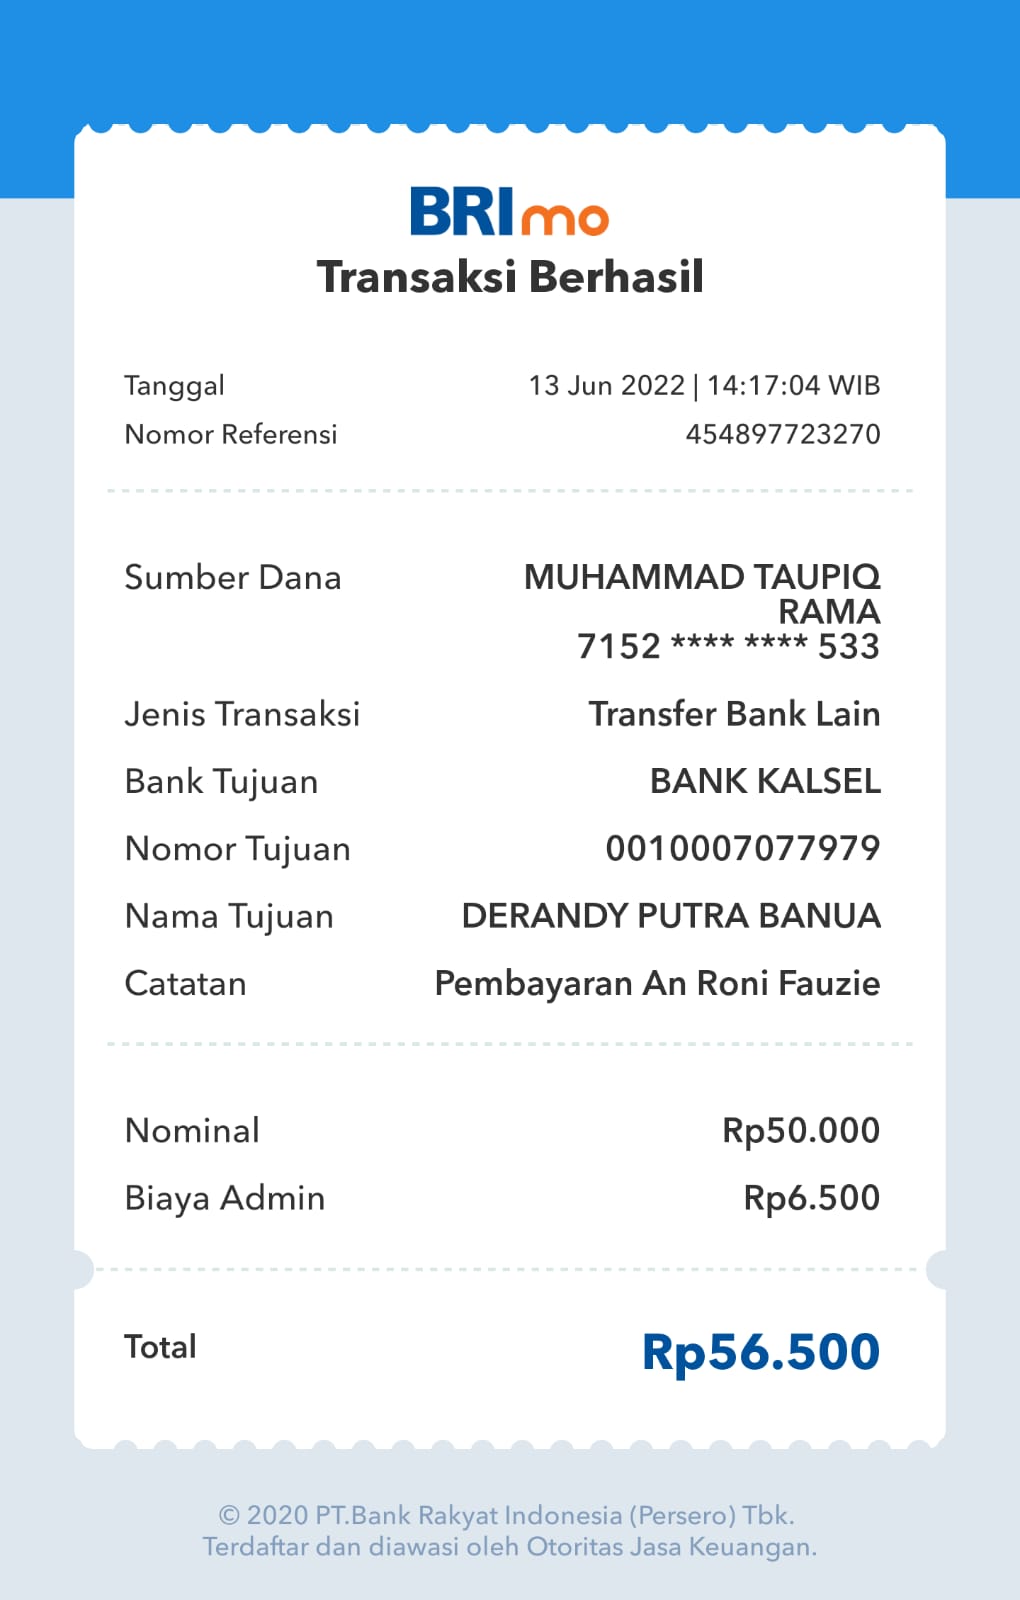 BRImo
Transaksi Berhasil
Tanggal 13 Jun 2022 | 14:17:04 WIB
Nomor Referensi 454897723270
Sumber Dana MUHAMMAD TAUPIQ
RAMA
7152 **** **** 533
Jenis Transaksi Transfer Bank Lain
Bank Tujuan BANK KALSEL
Nomor Tujuan 0010007077979
Nama Tujuan DERANDY PUTRA BANUA
Catatan Pembayaran An Roni Fauzie
Nominal Rp50.000
Biaya Admin Rp6.500
Total Rp56.500
© 2020 PT.Bank Rakyat Indonesia (Persero) Tbk.
Terdaftar dan diawasi oleh Otoritas Jasa Keuangan.